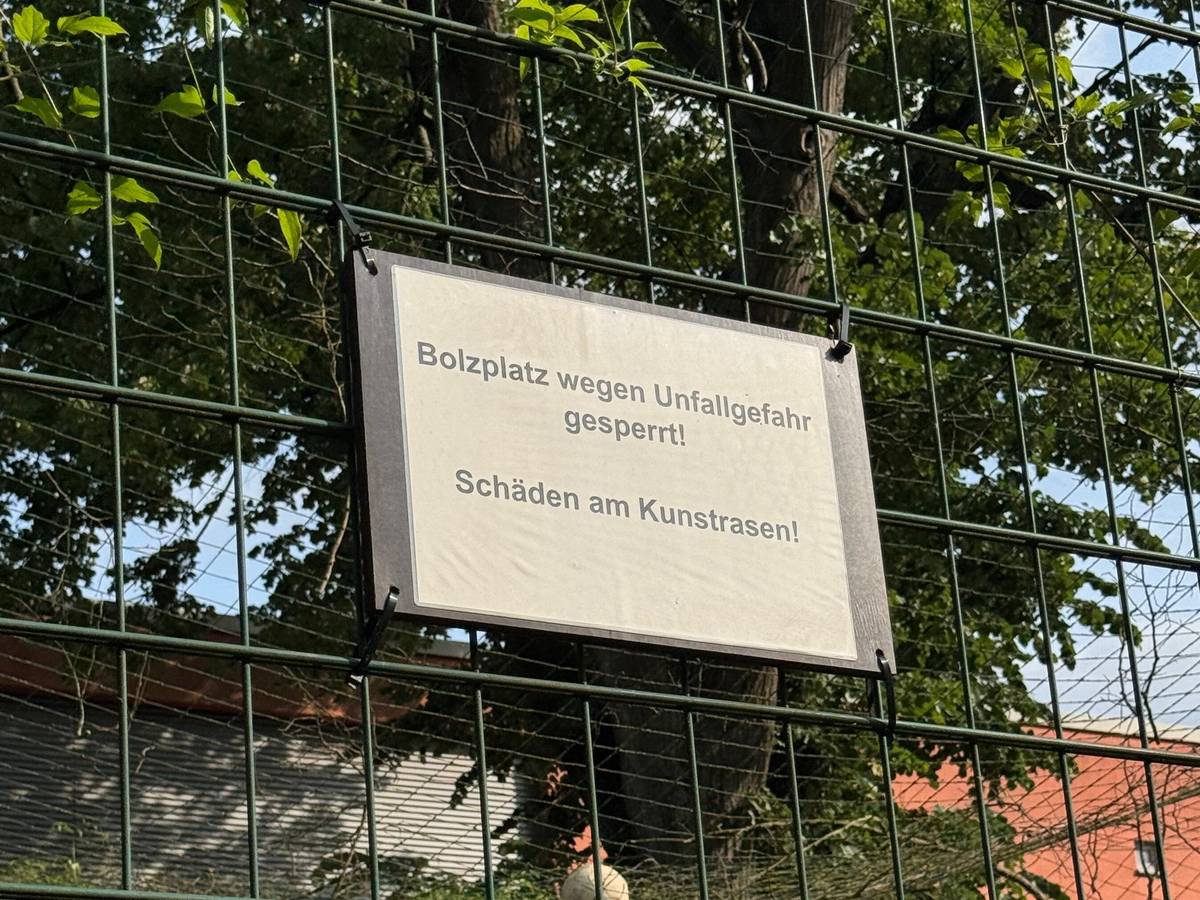 Bolzplatz wegen Unfallgefahr
gesperrt!
Schäden am Kunstrasen!